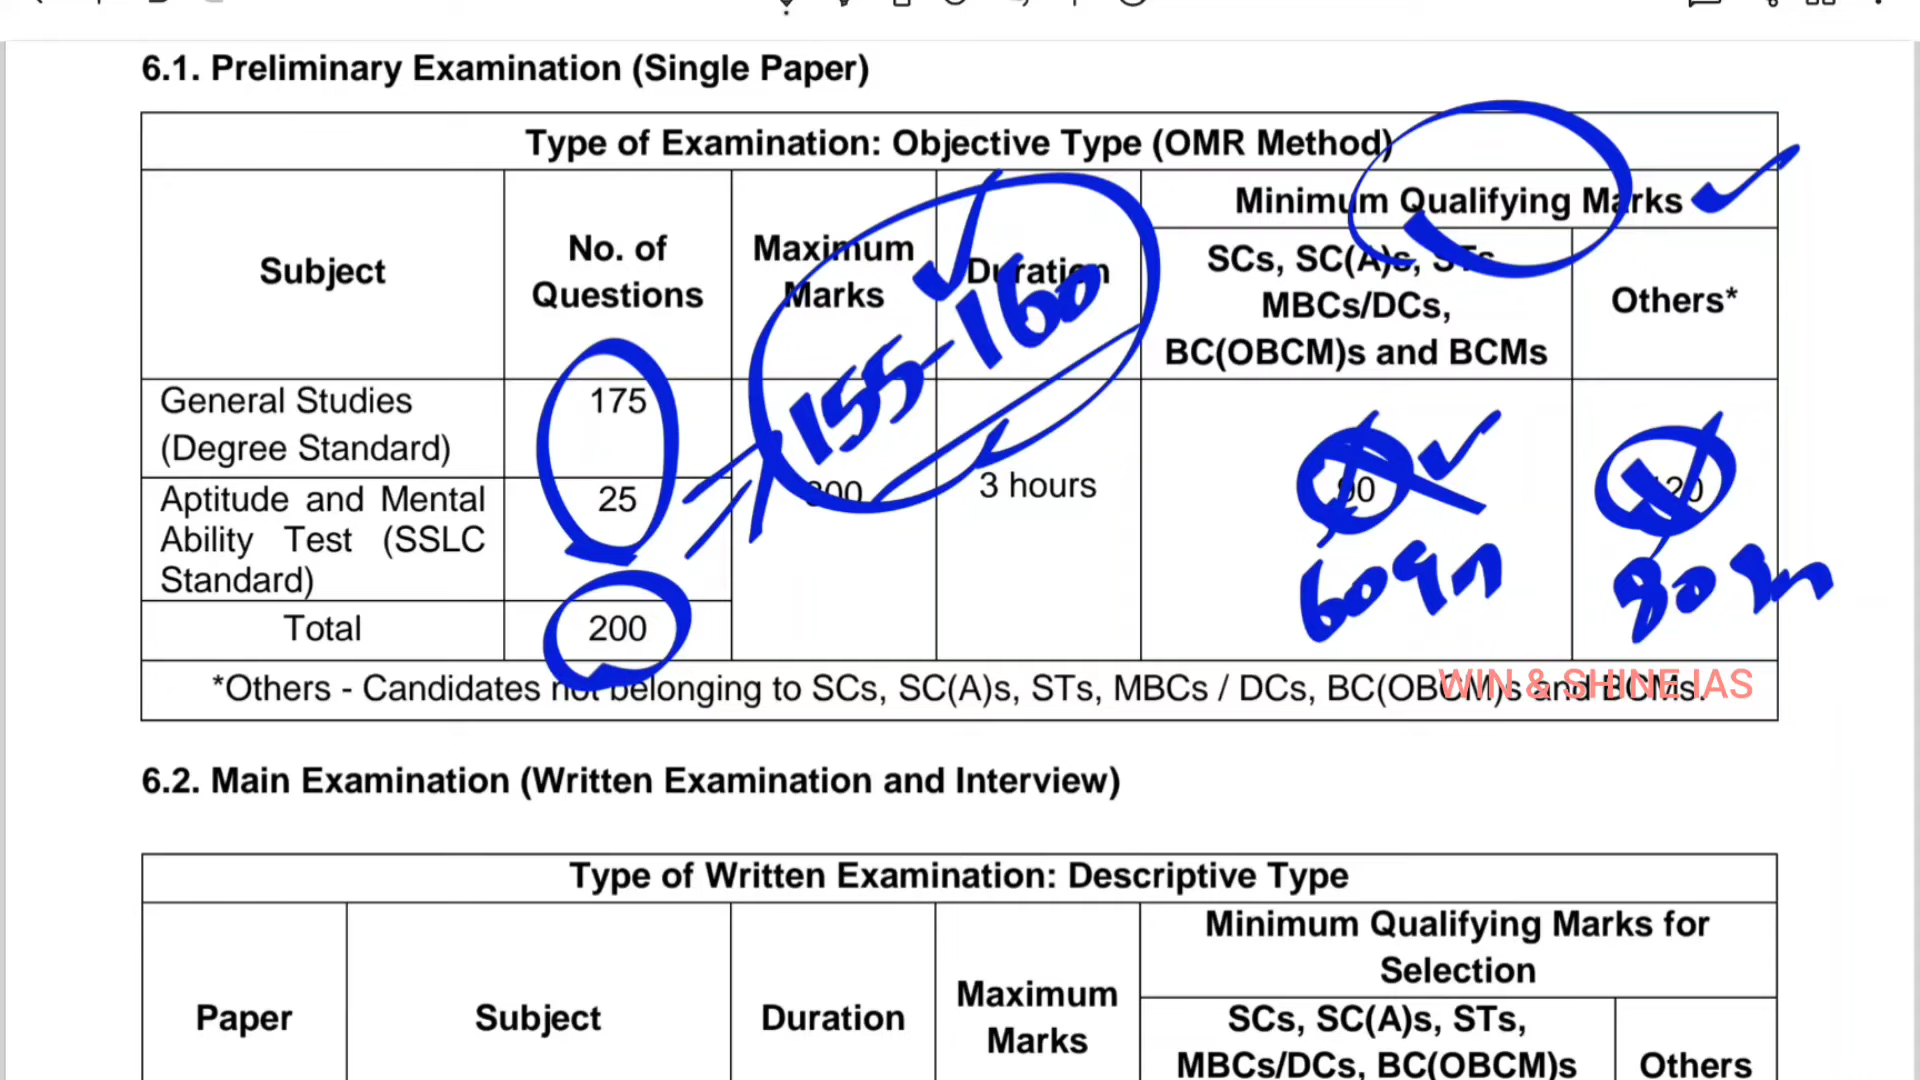 6.1. Preliminary Examination (Single Paper)
Type of Examination: Objective Type (OMR Method)
Subject
No. of
Questions
Maximum
Marks
Duration
Minimum Qualifying Marks
SCs, SC(A)s, STs
MBCs/DCs,
BC(OBCM)s and BCMs
Others*
General Studies
(Degree Standard)
175
Aptitude and Mental
Ability Test (SSLC
Standard)
25
300
3 hours
90
120
155-160
60
80
Total
200
*Others - Candidates not belonging to SCs, SC(A)s, STs, MBCs / DCs, BC(OBCM)s and BCMs.
WIN & SHINE IAS
6.2. Main Examination (Written Examination and Interview)
Type of Written Examination: Descriptive Type
Paper
Subject
Duration
Maximum
Marks
Minimum Qualifying Marks for
Selection
SCs, SC(A)s, STs,
MBCs/DCs, BC(OBCM)s
Others